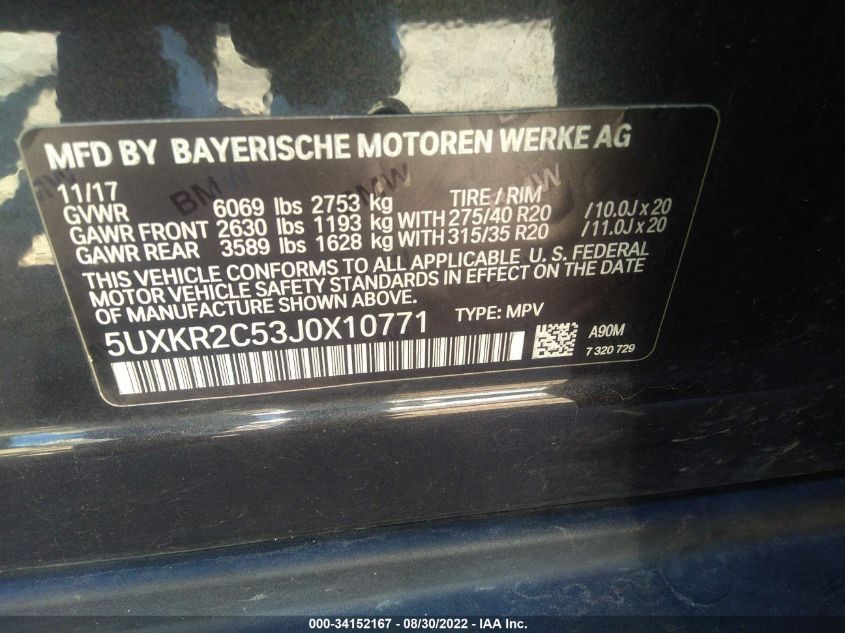 MFD BY BAYERISCHE MOTOREN WERKE AG
11/17 TIRE / RIM
GVWR 6069 lbs 2753 kg
GAWR FRONT 2630 lbs 1193 kg WITH 275/40 R20 /10.0J x 20
GAWR REAR 3589 lbs 1628 kg WITH 315/35 R20 /11.0J x 20
THIS VEHICLE CONFORMS TO ALL APPLICABLE U. S. FEDERAL
MOTOR VEHICLE SAFETY STANDARDS IN EFFECT ON THE DATE
OF MANUFACTURE SHOWN ABOVE.
5UXKR2C53J0X10771 TYPE: MPV
A90M
7 320 729
BMW
BMW
000-34152167 - 08/30/2022 - IAA Inc.